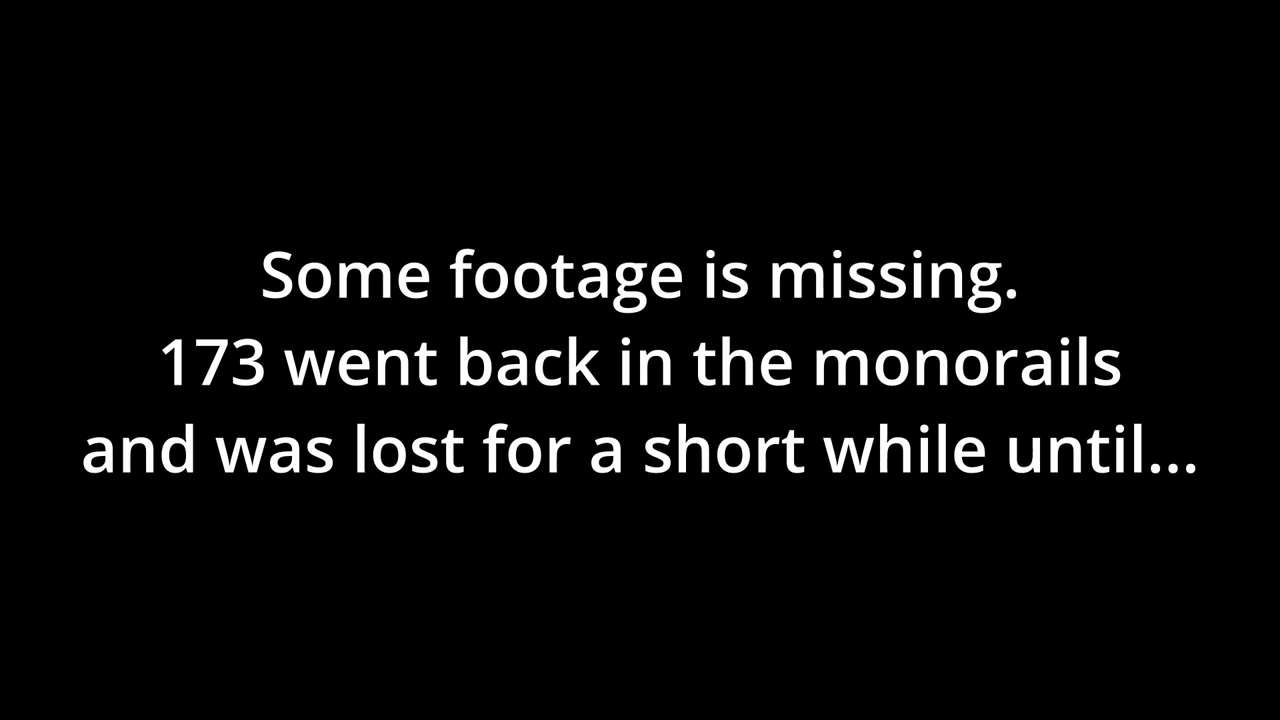 Some footage is missing.
173 went back in the monorails
and was lost for a short while until...